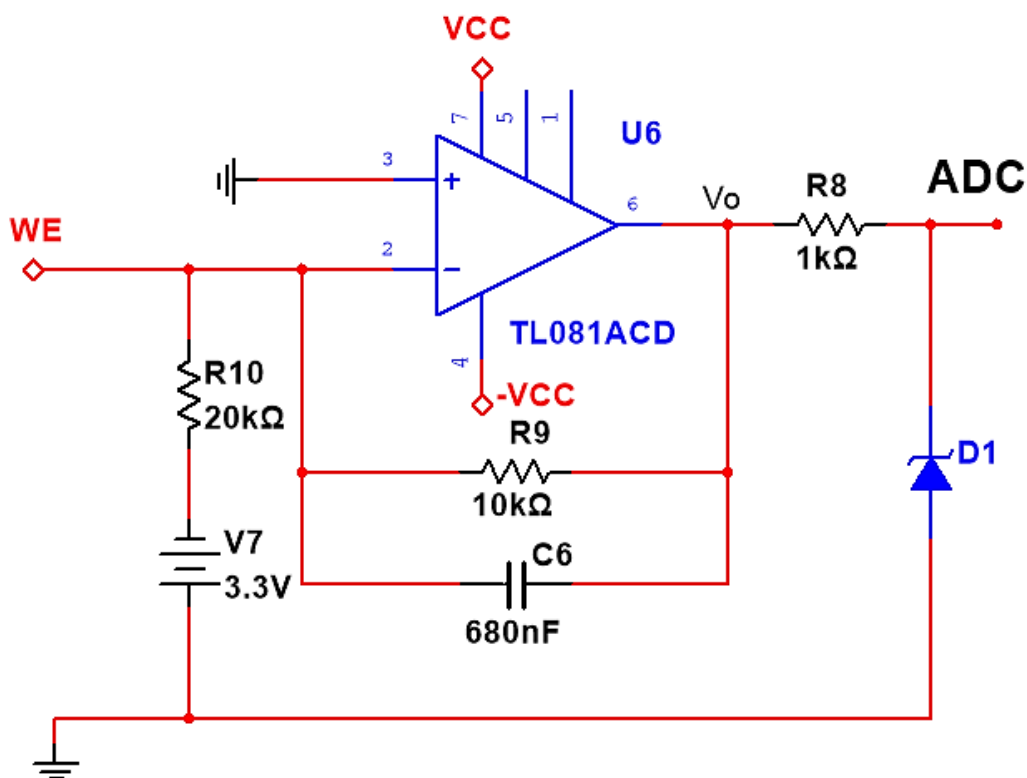 VCC
7
5
1
U6
3
+
WE
2
-
Vo
6
R8
1kΩ
ADC
TL081ACD
4
-VCC
R10
20kΩ
R9
10kΩ
D1
V7
3.3V
C6
680nF